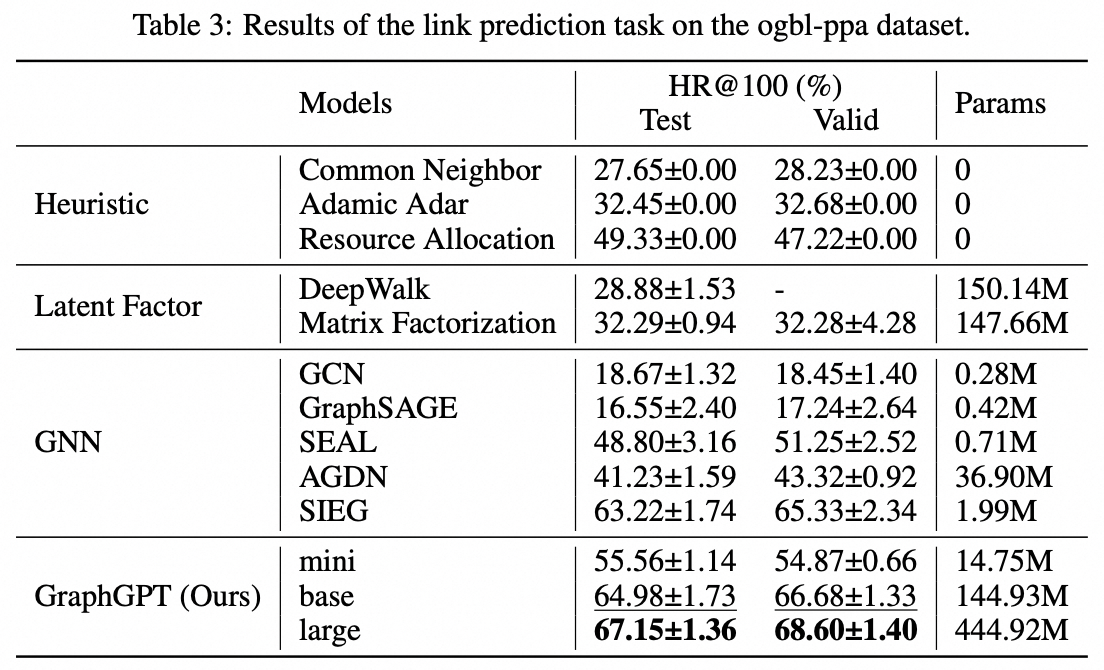 Table 3: Results of the link prediction task on the ogbl-ppa dataset.
Models HR@100 (%) Params
Test Valid
Heuristic Common Neighbor 27.65±0.00 28.23±0.00 0
Adamic Adar 32.45±0.00 32.68±0.00 0
Resource Allocation 49.33±0.00 47.22±0.00 0
Latent Factor DeepWalk 28.88±1.53 - 150.14M
Matrix Factorization 32.29±0.94 32.28±4.28 147.66M
GNN GCN 18.67±1.32 18.45±1.40 0.28M
GraphSAGE 16.55±2.40 17.24±2.64 0.42M
SEAL 48.80±3.16 51.25±2.52 0.71M
AGDN 41.23±1.59 43.32±0.92 36.90M
SIEG 63.22±1.74 65.33±2.34 1.99M
GraphGPT (Ours) mini 55.56±1.14 54.87±0.66 14.75M
base 64.98±1.73 66.68±1.33 144.93M
large 67.15±1.36 68.60±1.40 444.92M